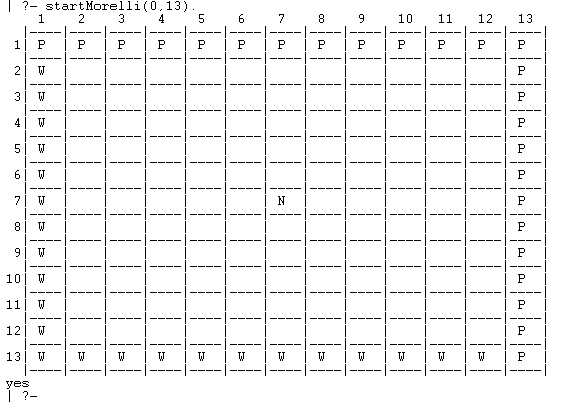 | ?- startMorelli(0,13).
    1    2    3    4    5    6    7    8    9    10   11   12   13
  |----|----|----|----|----|----|----|----|----|----|----|----|----|
 1| P  | P  | P  | P  | P  | P  | P  | P  | P  | P  | P  | P  | P  |
  |----|----|----|----|----|----|----|----|----|----|----|----|----|
 2| W  |    |    |    |    |    |    |    |    |    |    |    | P  |
  |----|----|----|----|----|----|----|----|----|----|----|----|----|
 3| W  |    |    |    |    |    |    |    |    |    |    |    | P  |
  |----|----|----|----|----|----|----|----|----|----|----|----|----|
 4| W  |    |    |    |    |    |    |    |    |    |    |    | P  |
  |----|----|----|----|----|----|----|----|----|----|----|----|----|
 5| W  |    |    |    |    |    |    |    |    |    |    |    | P  |
  |----|----|----|----|----|----|----|----|----|----|----|----|----|
 6| W  |    |    |    |    |    |    |    |    |    |    |    | P  |
  |----|----|----|----|----|----|----|----|----|----|----|----|----|
 7| W  |    |    |    |    |    | N  |    |    |    |    |    | P  |
  |----|----|----|----|----|----|----|----|----|----|----|----|----|
 8| W  |    |    |    |    |    |    |    |    |    |    |    | P  |
  |----|----|----|----|----|----|----|----|----|----|----|----|----|
 9| W  |    |    |    |    |    |    |    |    |    |    |    | P  |
  |----|----|----|----|----|----|----|----|----|----|----|----|----|
10| W  |    |    |    |    |    |    |    |    |    |    |    | P  |
  |----|----|----|----|----|----|----|----|----|----|----|----|----|
11| W  |    |    |    |    |    |    |    |    |    |    |    | P  |
  |----|----|----|----|----|----|----|----|----|----|----|----|----|
12| W  |    |    |    |    |    |    |    |    |    |    |    | P  |
  |----|----|----|----|----|----|----|----|----|----|----|----|----|
13| W  | W  | W  | W  | W  | W  | W  | W  | W  | W  | W  | W  | P  |
  |----|----|----|----|----|----|----|----|----|----|----|----|----|
yes
| ?-